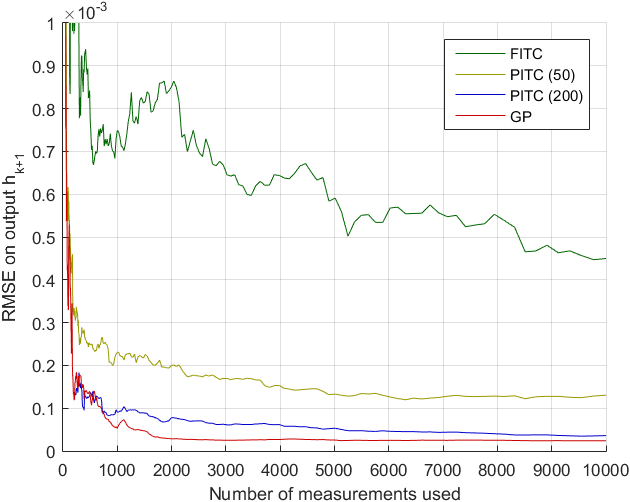 ×10⁻³
1
0.9
0.8
0.7
0.6
0.5
0.4
0.3
0.2
0.1
0
RMSE on output hₖ₊₁
FITC
PITC (50)
PITC (200)
GP
0 1000 2000 3000 4000 5000 6000 7000 8000 9000 10000
Number of measurements used